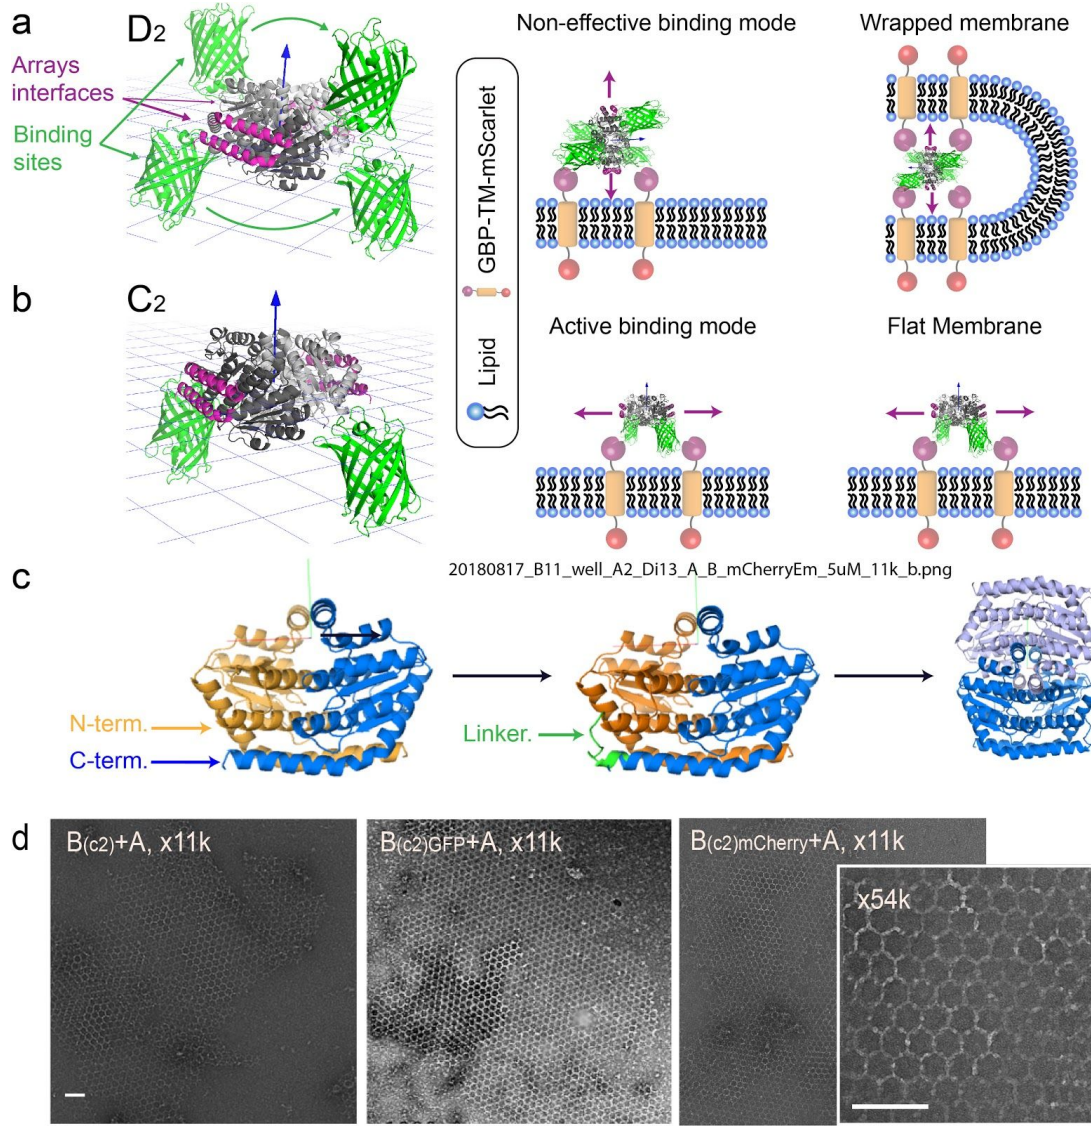 a
D2
Arrays
interfaces
Binding
sites
Non-effective binding mode
Wrapped membrane
Lipid
GBP-TM-mScarlet
b
C2
Active binding mode
Flat Membrane
c
20180817_B11_well_A2_Di13_A_B_mCherryEm_5uM_11k_b.png
N-term.
C-term.
Linker.
d
B(c2)+A, x11k
B(c2)GFP+A, x11k
B(c2)mCherry+A, x11k
x54k